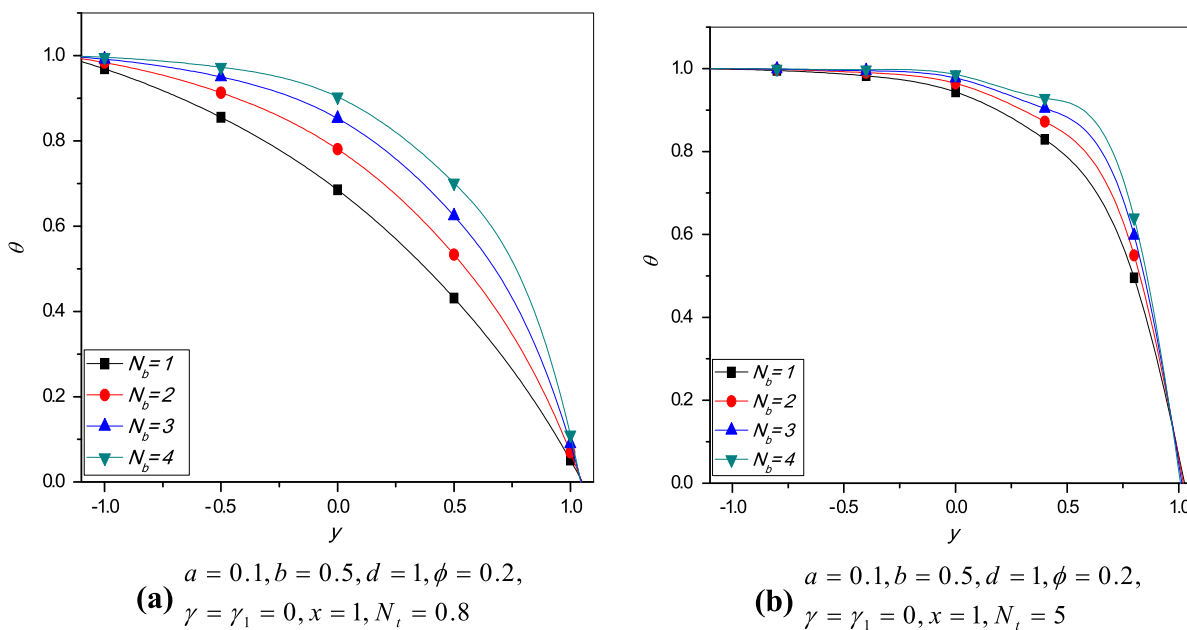 1.0
0.8
0.6
0.4
0.2
0.0
θ
N_b=1
N_b=2
N_b=3
N_b=4
-1.0 -0.5 0.0 0.5 1.0
y
(a) a = 0.1, b = 0.5, d = 1, ϕ = 0.2,
γ = γ₁ = 0, x = 1, N_t = 0.8
1.0
0.8
0.6
0.4
0.2
0.0
θ
N_b=1
N_b=2
N_b=3
N_b=4
-1.0 -0.5 0.0 0.5 1.0
y
(b) a = 0.1, b = 0.5, d = 1, ϕ = 0.2,
γ = γ₁ = 0, x = 1, N_t = 5